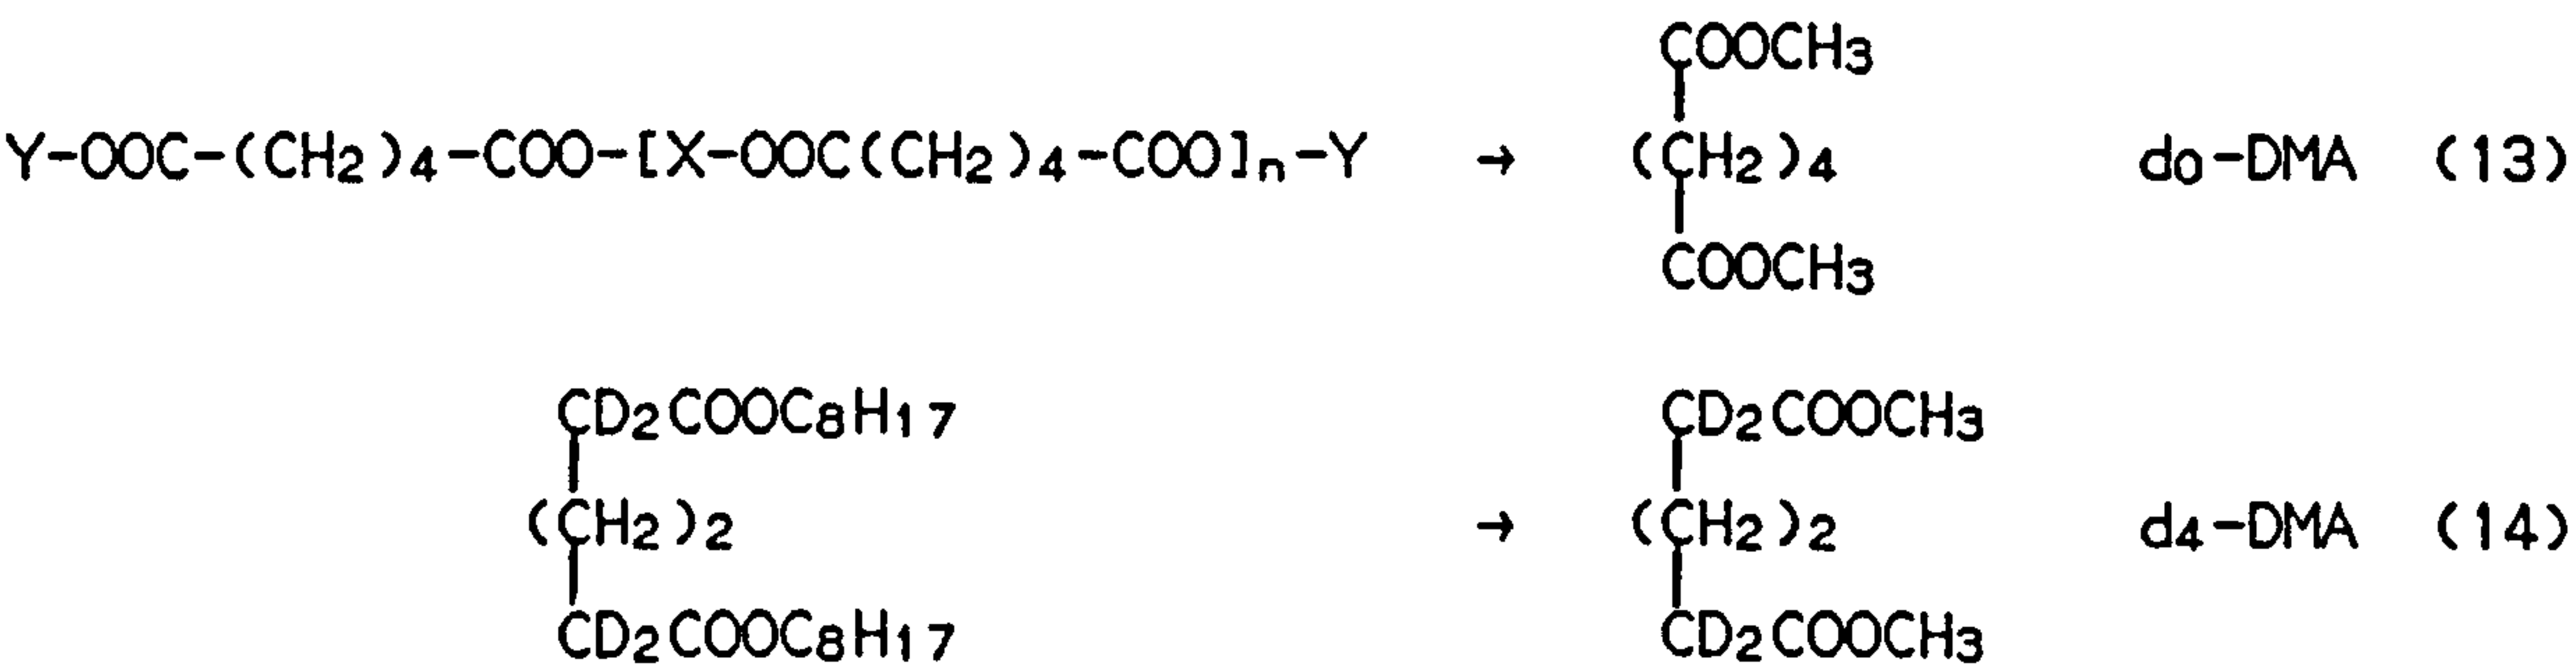 COOCH3
Y-OOC-(CH2)4-COO-[X-OOC(CH2)4-COO]n-Y → (CH2)4 d0-DMA (13)
COOCH3
CD2COOC8H17 CD2COOCH3
(CH2)2 → (CH2)2 d4-DMA (14)
CD2COOC8H17 CD2COOCH3